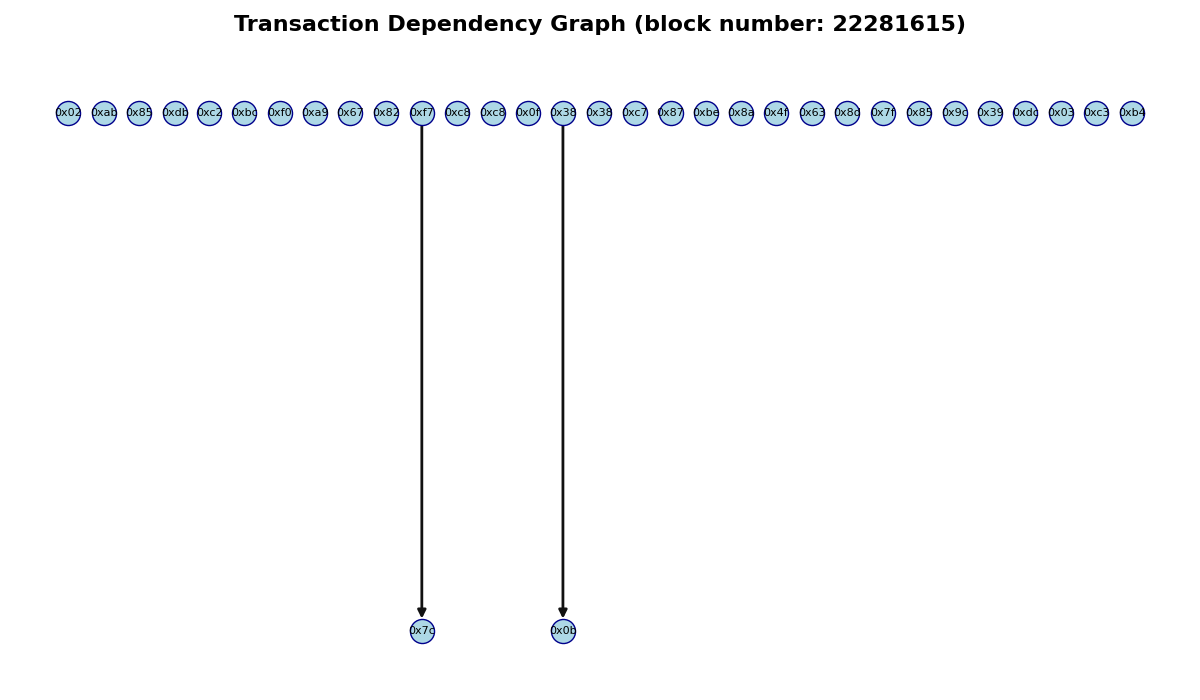 Transaction Dependency Graph (block number: 22281615)
0x02 0xab 0x85 0xdb 0xc2 0xbc 0xf0 0xa9 0x67 0x82 0xf7 0xc8 0xc8 0x0f 0x38 0x38 0xc7 0x87 0xbe 0x8a 0x4f 0x63 0x8d 0x7f 0x85 0x9c 0x39 0xdc 0x03 0xc3 0xb4
0x7c 0x0b